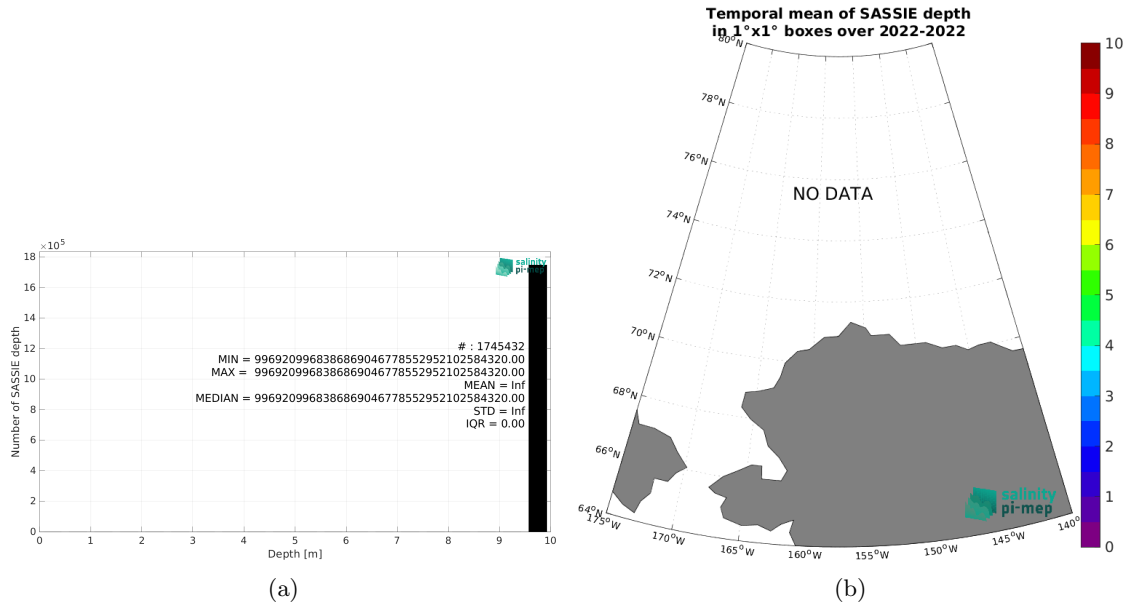 Temporal mean of SASSIE depth
in 1°x1° boxes over 2022-2022
×10⁵
18
16
14
12
10
8
6
4
2
0
Number of SASSIE depth
0 1 2 3 4 5 6 7 8 9 10
Depth [m]
salinity
pi-mep
# : 1745432
MIN = 9969209968386869046778552952102584320.00
MAX = 9969209968386869046778552952102584320.00
MEAN = Inf
MEDIAN = 9969209968386869046778552952102584320.00
STD = Inf
IQR = 0.00
(a)
80°N
78°N
76°N
74°N
72°N
70°N
68°N
66°N
64°N
NO DATA
175°W
170°W
165°W
160°W
155°W
150°W
145°W
140°
salinity
pi-mep
10
9
8
7
6
5
4
3
2
1
0
(b)